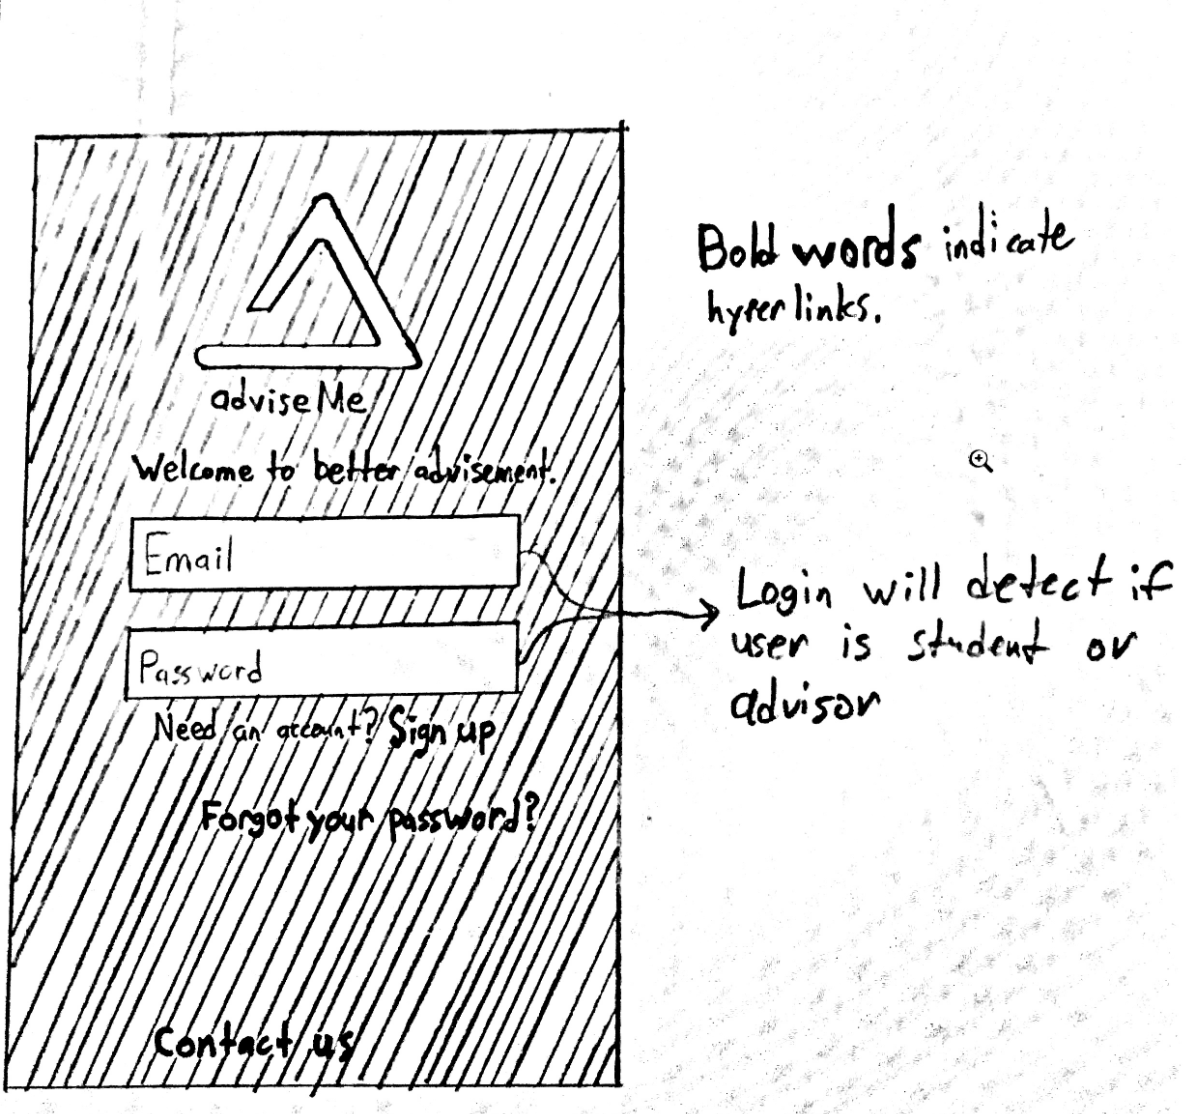 adviseMe
Welcome to better advisement.
Email
Password
Need an account? Sign up
Forgot your password?
Contact us
Bold words indicate
hyperlinks.
Login will detect if
user is student or
advisor